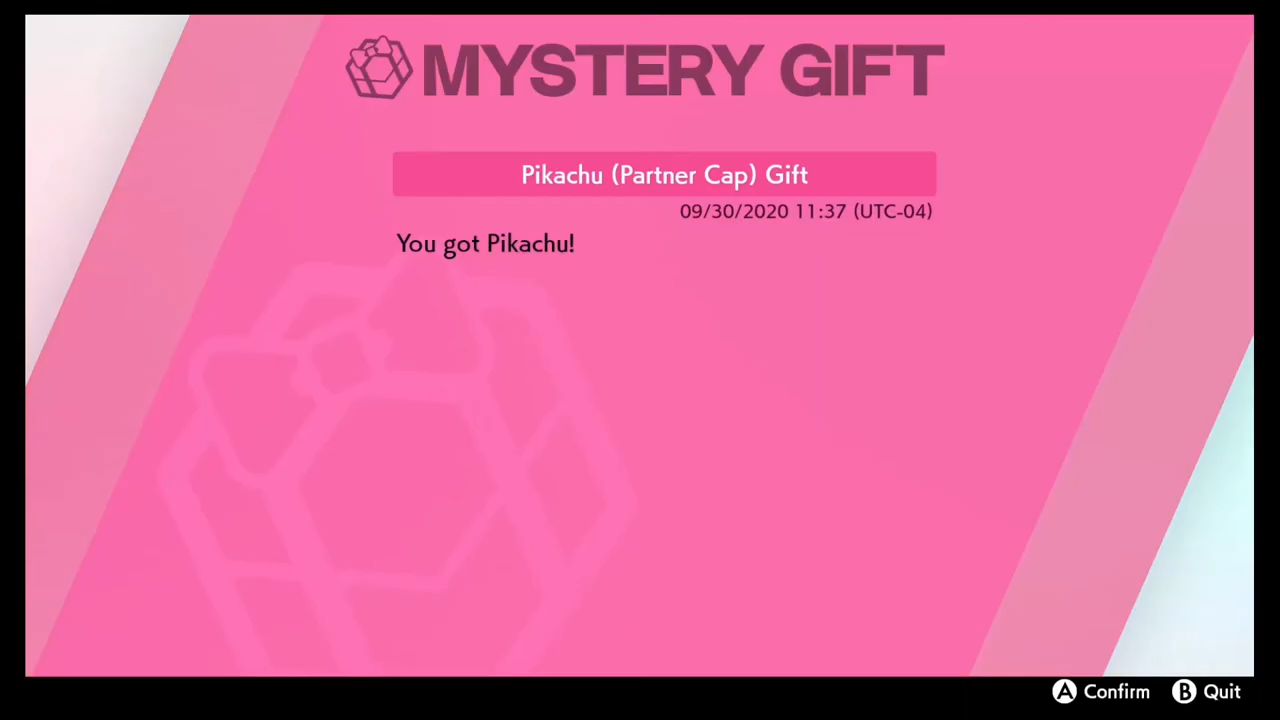 MYSTERY GIFT
Pikachu (Partner Cap) Gift
09/30/2020 11:37 (UTC-04)
You got Pikachu!
A Confirm B Quit